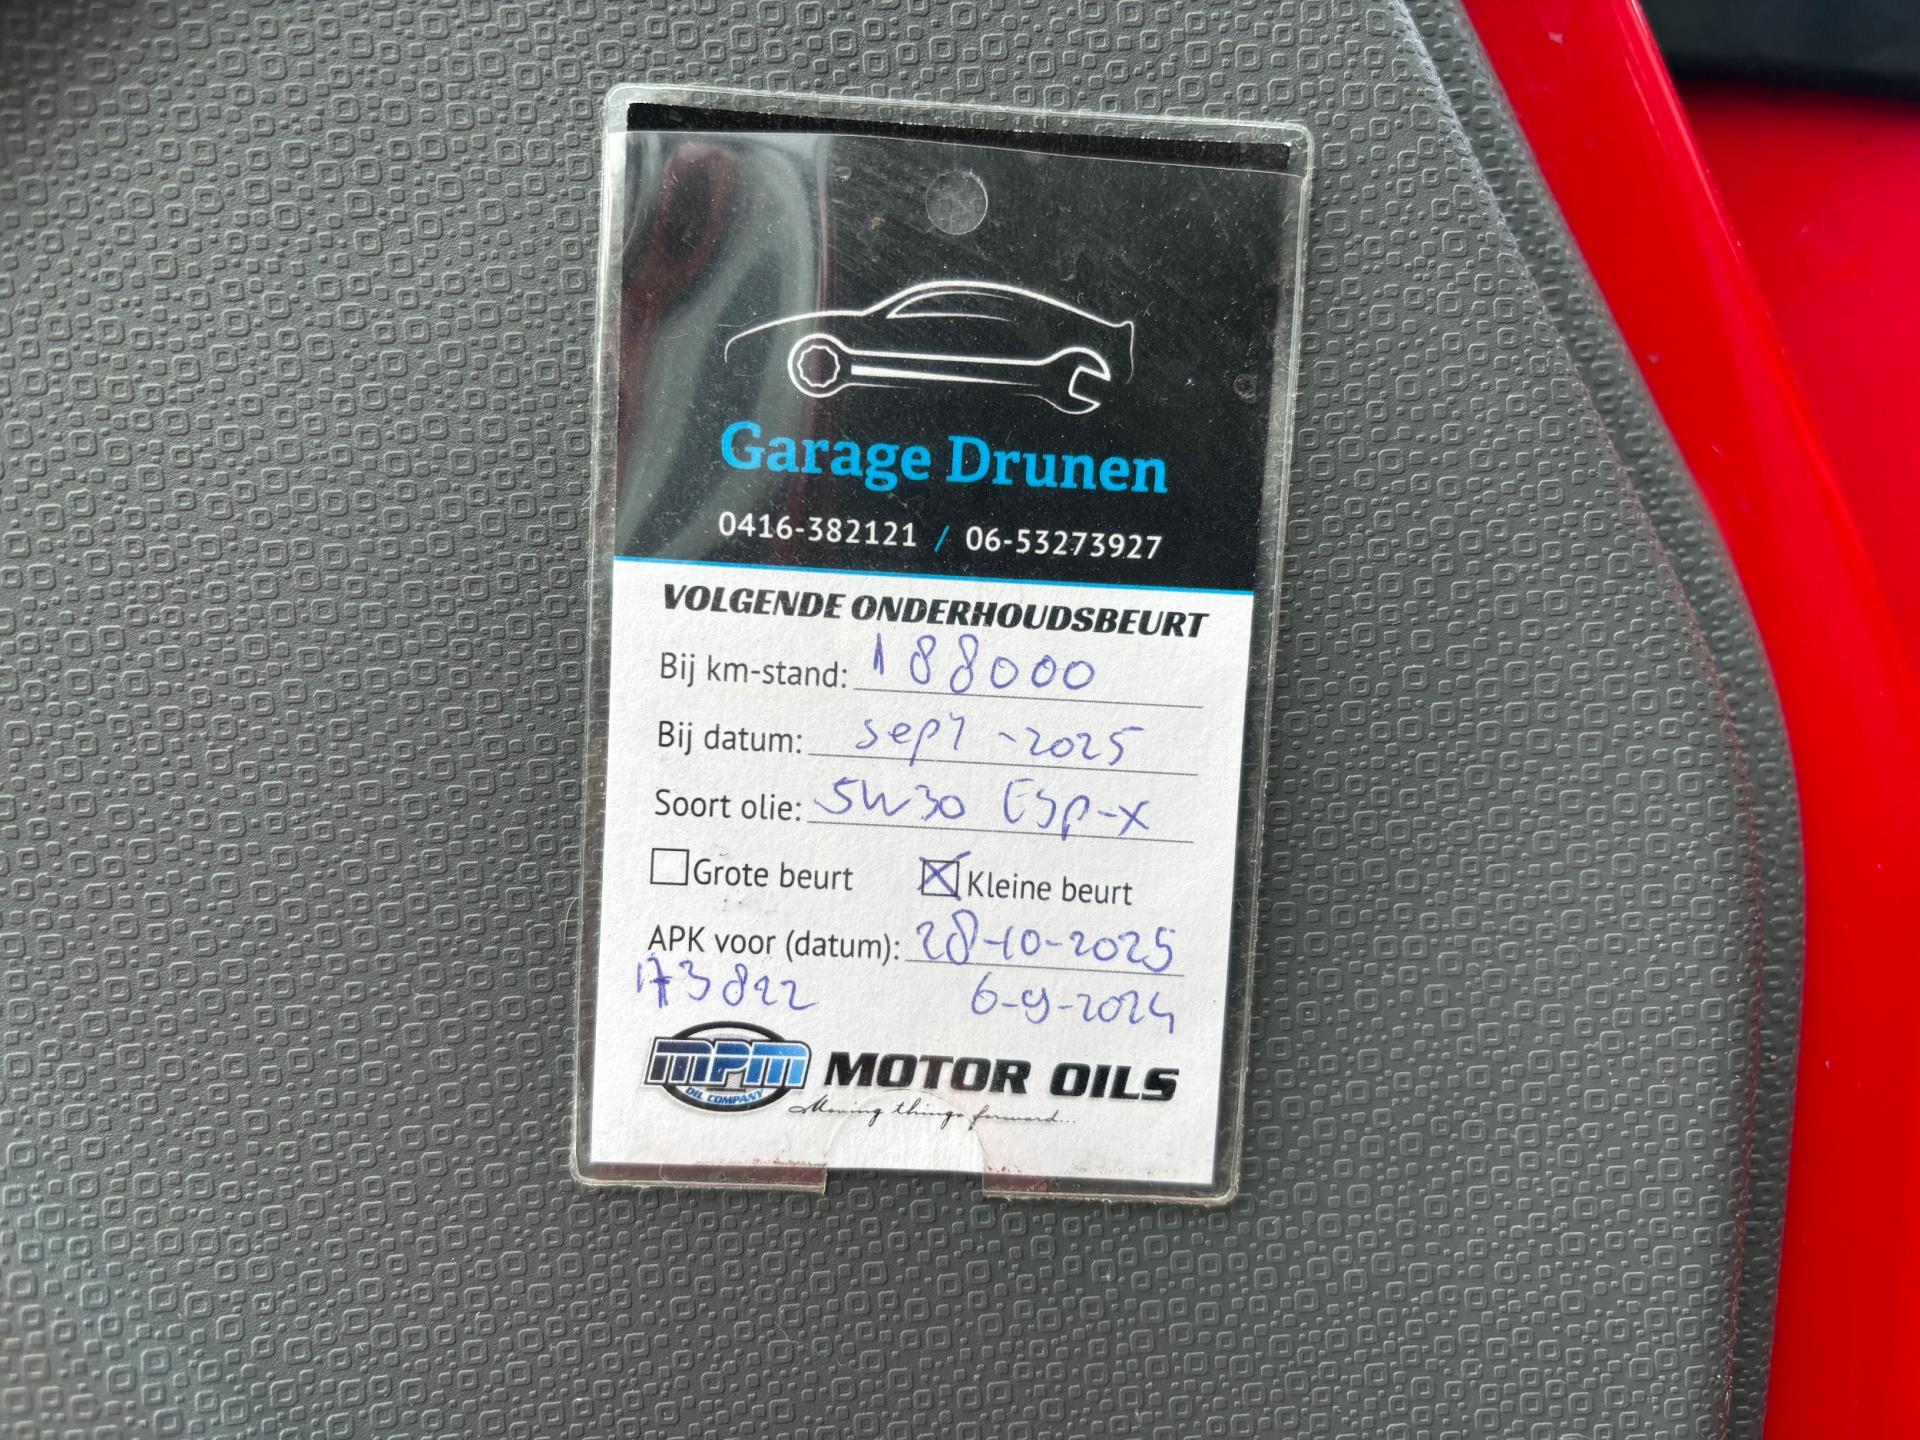 Garage Drunen
0416-382121 / 06-53273927
VOLGENDE ONDERHOUDSBEURT
Bij km-stand: 188000
Bij datum: sept -2025
Soort olie: 5W30 ESP-X
Grote beurt Kleine beurt
APK voor (datum): 28-10-2025
173822 6-9-2024
MPM MOTOR OILS
OIL COMPANY
Moving things forward...